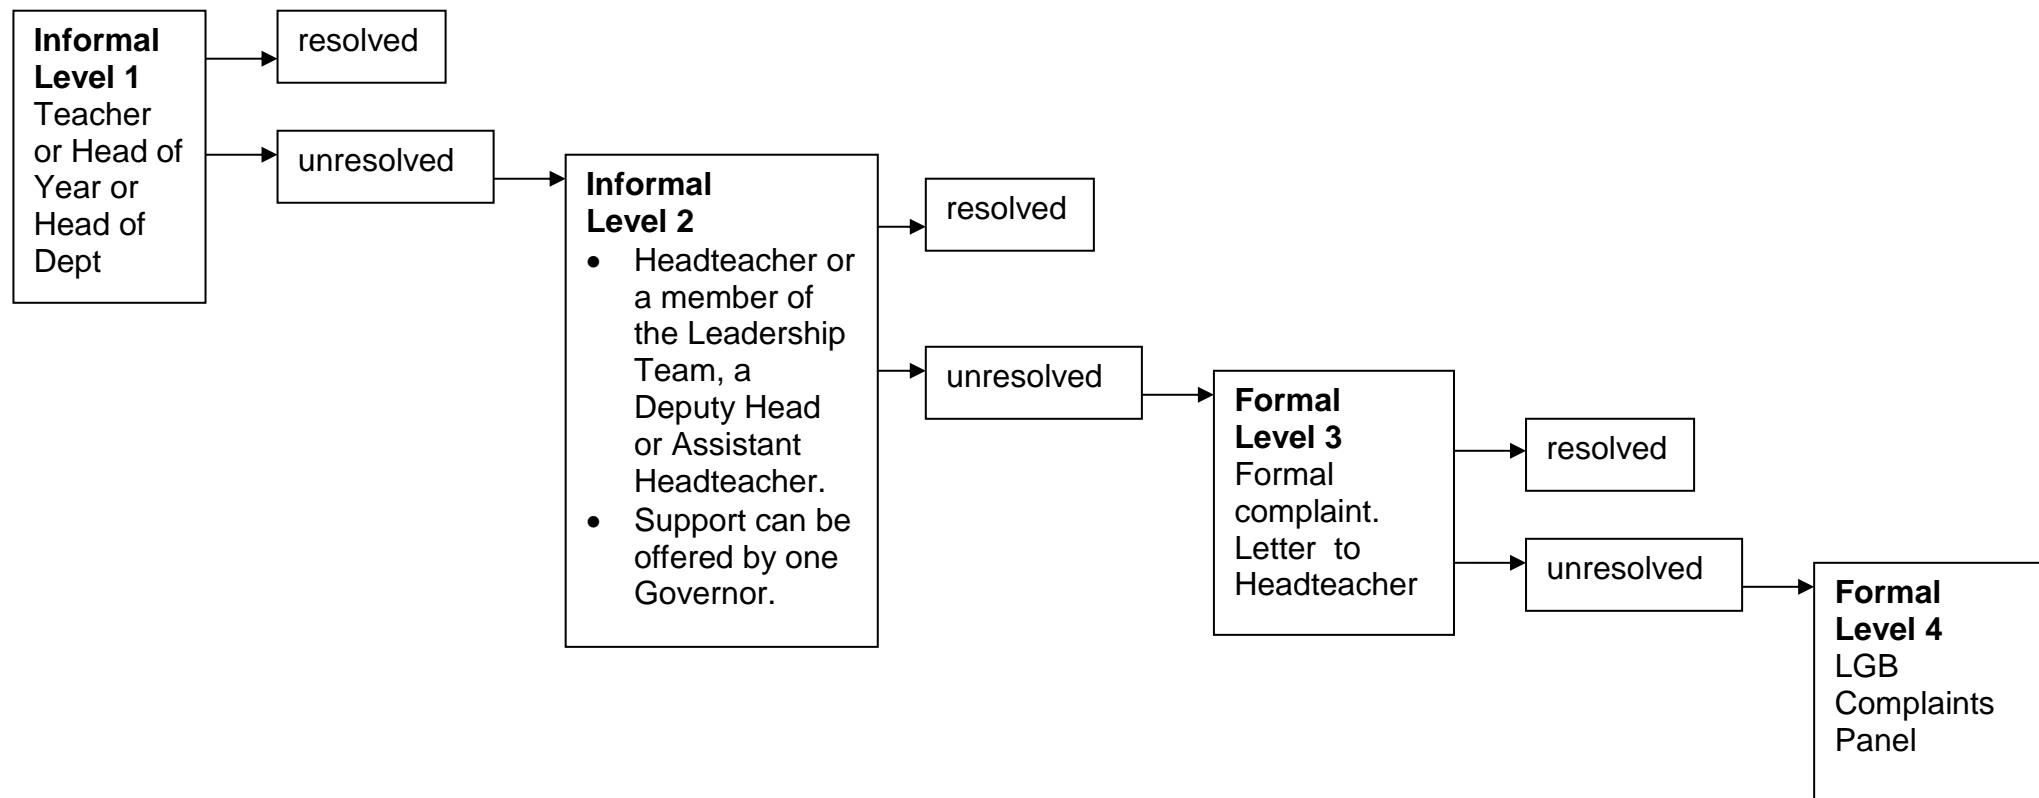 Informal
Level 1
Teacher
or Head of
Year or
Head of
Dept
resolved
unresolved
Informal
Level 2
• Headteacher or
a member of
the Leadership
Team, a
Deputy Head
or Assistant
Headteacher.
• Support can be
offered by one
Governor.
resolved
unresolved
Formal
Level 3
Formal
complaint.
Letter  to
Headteacher
resolved
unresolved
Formal
Level 4
LGB
Complaints
Panel